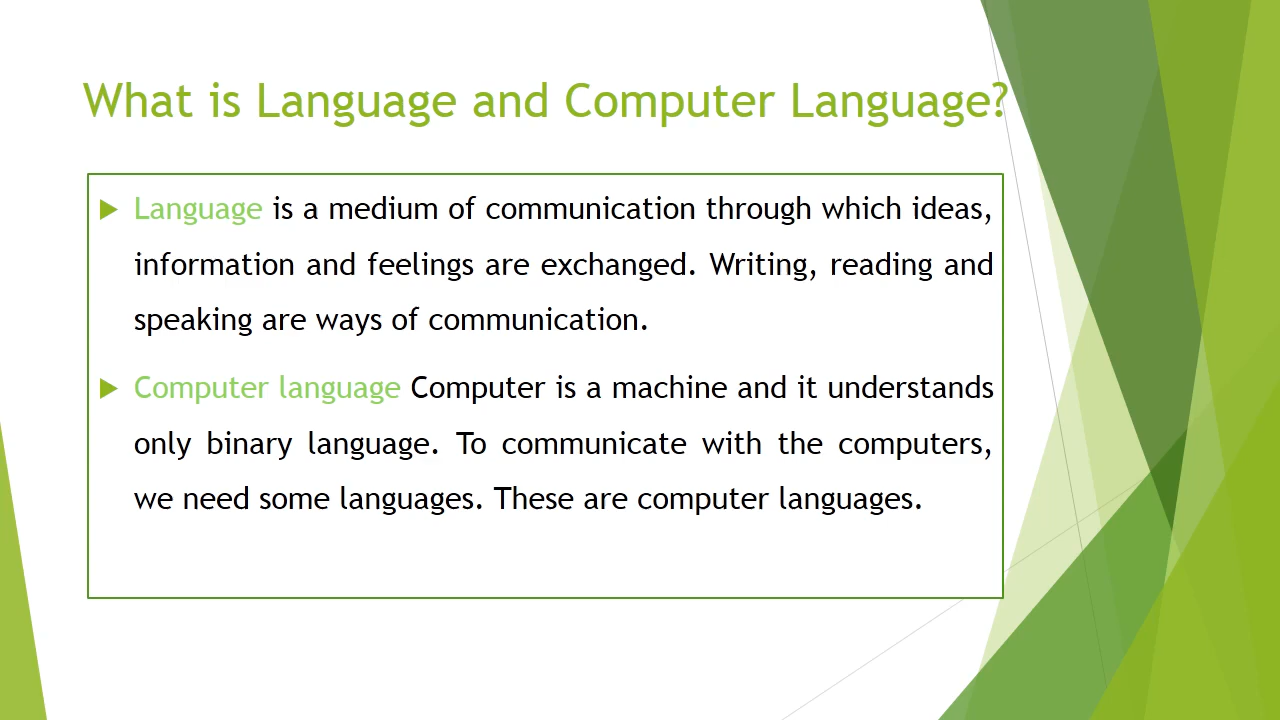 What is Language and Computer Language?
Language is a medium of communication through which ideas,
information and feelings are exchanged. Writing, reading and
speaking are ways of communication.
Computer language Computer is a machine and it understands
only binary language. To communicate with the computers,
we need some languages. These are computer languages.